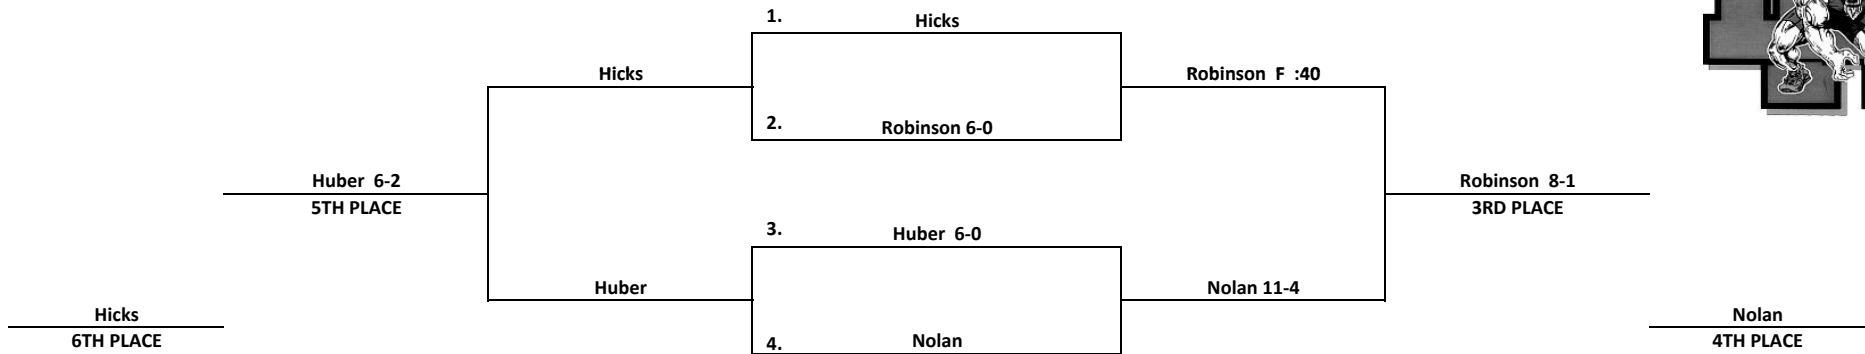 1.
Hicks
Hicks
Robinson F :40
2.
Robinson 6-0
Huber 6-2
5TH PLACE
Robinson 8-1
3RD PLACE
3.
Huber 6-0
Huber
Nolan 11-4
Hicks
6TH PLACE
4.
Nolan
Nolan
4TH PLACE